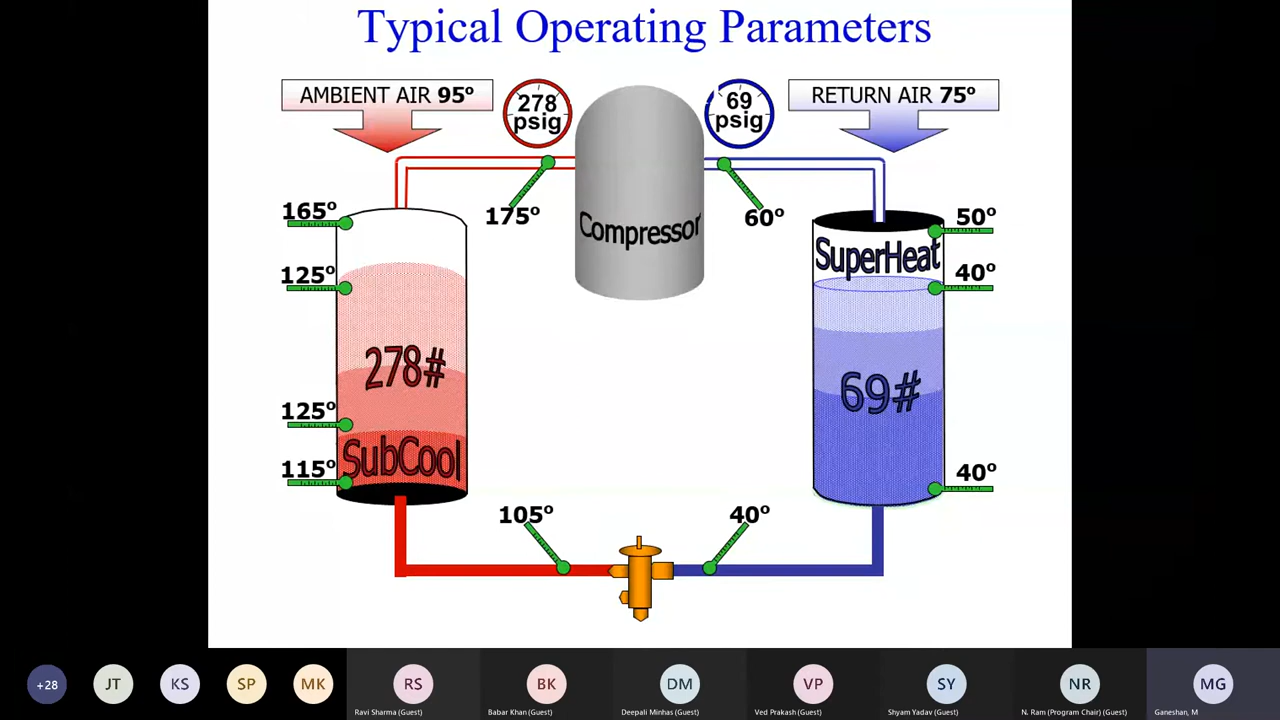 Typical Operating Parameters
AMBIENT AIR 95º
278
psig
69
psig
RETURN AIR 75º
175º
60º
Compressor
165º
125º
278#
125º
SubCool
115º
50º
SuperHeat
40º
69#
40º
105º
40º
+28
JT
KS
SP
MK
RS
Ravi Sharma (Guest)
BK
Babar Khan (Guest)
DM
Deepali Minhas (Guest)
VP
Ved Prakash (Guest)
SY
Shyam Yadav (Guest)
NR
N. Ram (Program Chair) (Guest)
MG
Ganeshan, M